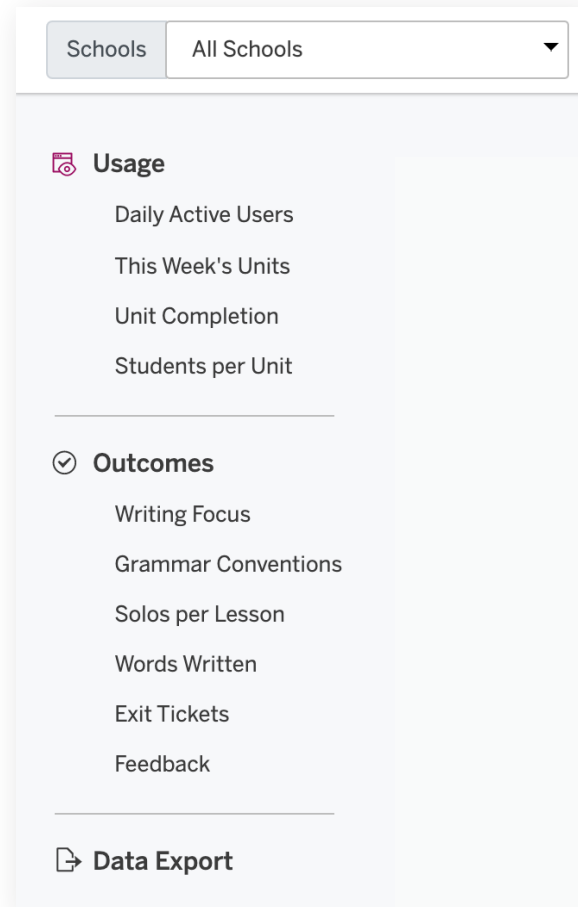 Schools All Schools
Usage
Daily Active Users
This Week's Units
Unit Completion
Students per Unit
Outcomes
Writing Focus
Grammar Conventions
Solos per Lesson
Words Written
Exit Tickets
Feedback
Data Export